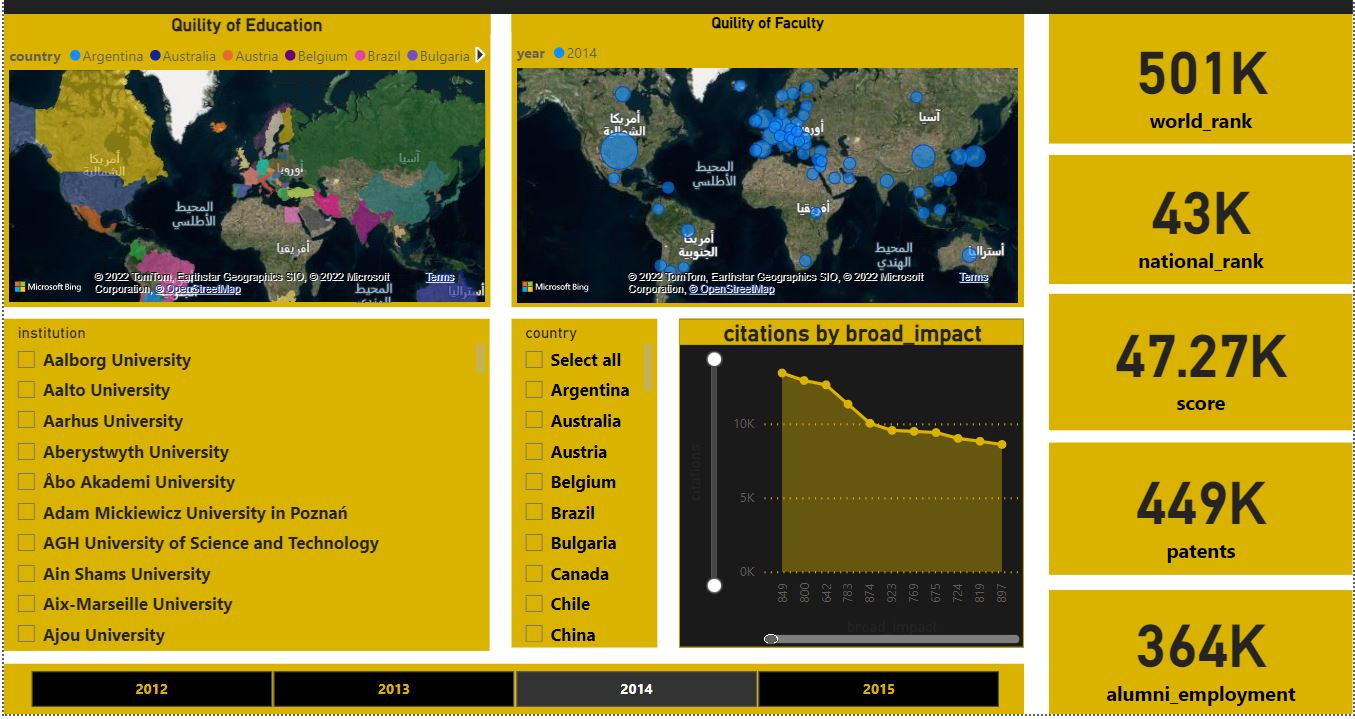 Quility of Education
country Argentina Australia Austria Belgium Brazil Bulgaria
أمريكا
الشمالية
أوروبا
آسيا
المحيط
الأطلسي
أفريقيا
© 2022 TomTom, Earthstar Geographics SIO, © 2022 Microsoft
Corporation, © OpenStreetMap
Terms
Microsoft Bing
الهندي
أستراليا
Quility of Faculty
year 2014
أمريكا
الشمالية
أوروبا
آسيا
المحيط
الأطلسي
أفريقيا
أمريكا
الجنوبية
المحيط
الهندي
أستراليا
© 2022 TomTom, Earthstar Geographics SIO, © 2022 Microsoft
Corporation, © OpenStreetMap
Terms
Microsoft Bing
501K
world_rank
43K
national_rank
47.27K
score
449K
patents
364K
alumni_employment
institution
Aalborg University
Aalto University
Aarhus University
Aberystwyth University
Åbo Akademi University
Adam Mickiewicz University in Poznań
AGH University of Science and Technology
Ain Shams University
Aix-Marseille University
Ajou University
country
Select all
Argentina
Australia
Austria
Belgium
Brazil
Bulgaria
Canada
Chile
China
citations by broad_impact
citations
10K
5K
0K
849 800 642 783 874 923 769 675 724 819 897
broad_impact
2012 2013 2014 2015